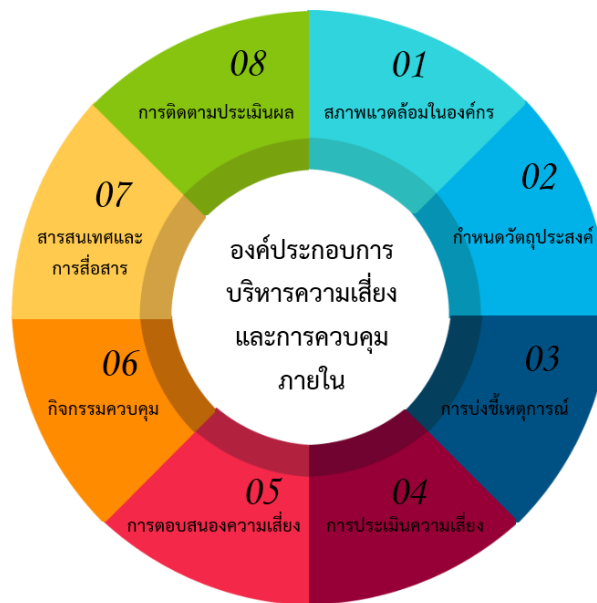 องค์ประกอบการ
บริหารความเสี่ยง
และการควบคุม
ภายใน
01
สภาพแวดล้อมในองค์กร
02
กำหนดวัตถุประสงค์
03
การบ่งชี้เหตุการณ์
04
การประเมินความเสี่ยง
05
การตอบสนองความเสี่ยง
06
กิจกรรมควบคุม
07
สารสนเทศและ
การสื่อสาร
08
การติดตามประเมินผล